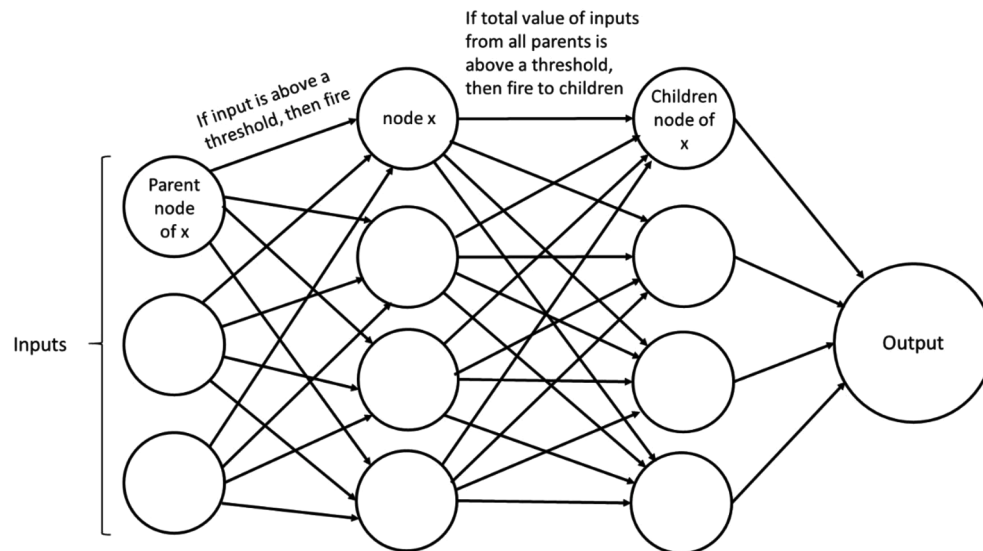 If total value of inputs
from all parents is
above a threshold,
then fire to children
If input is above a
threshold, then fire
node x
Children
node of
x
Parent
node
of x
Inputs
Output